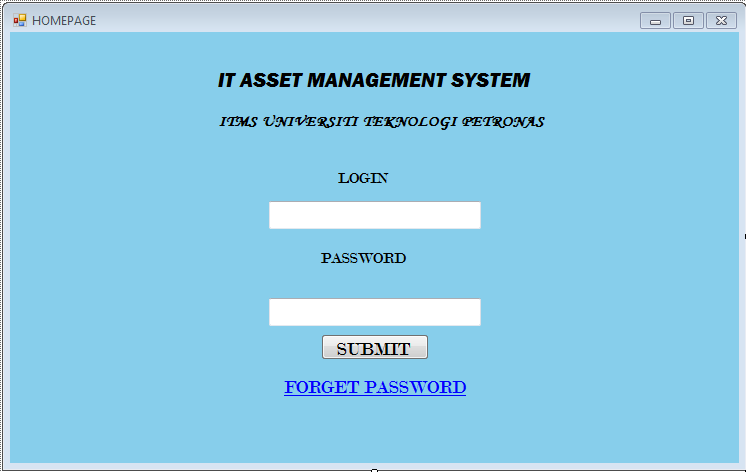 HOMEPAGE
IT ASSET MANAGEMENT SYSTEM
ITMS UNIVERSITI TEKNOLOGI PETRONAS
LOGIN
PASSWORD
SUBMIT
FORGET PASSWORD